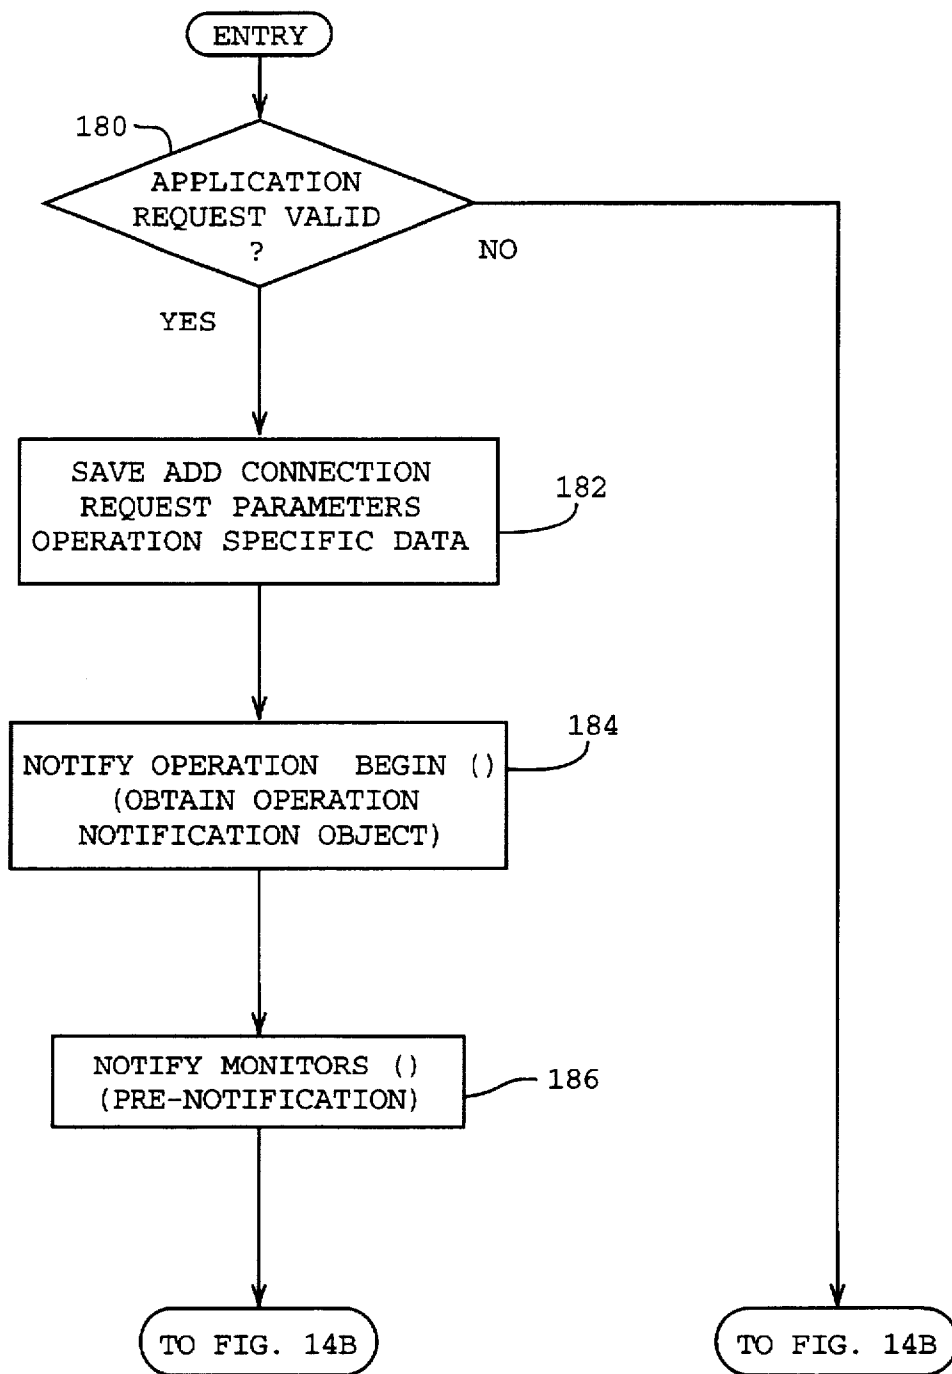 ENTRY
180
APPLICATION
REQUEST VALID
?
NO
YES
SAVE ADD CONNECTION
REQUEST PARAMETERS
OPERATION SPECIFIC DATA
182
NOTIFY OPERATION BEGIN ()
(OBTAIN OPERATION
NOTIFICATION OBJECT)
184
NOTIFY MONITORS ()
(PRE-NOTIFICATION)
186
TO FIG. 14B
TO FIG. 14B